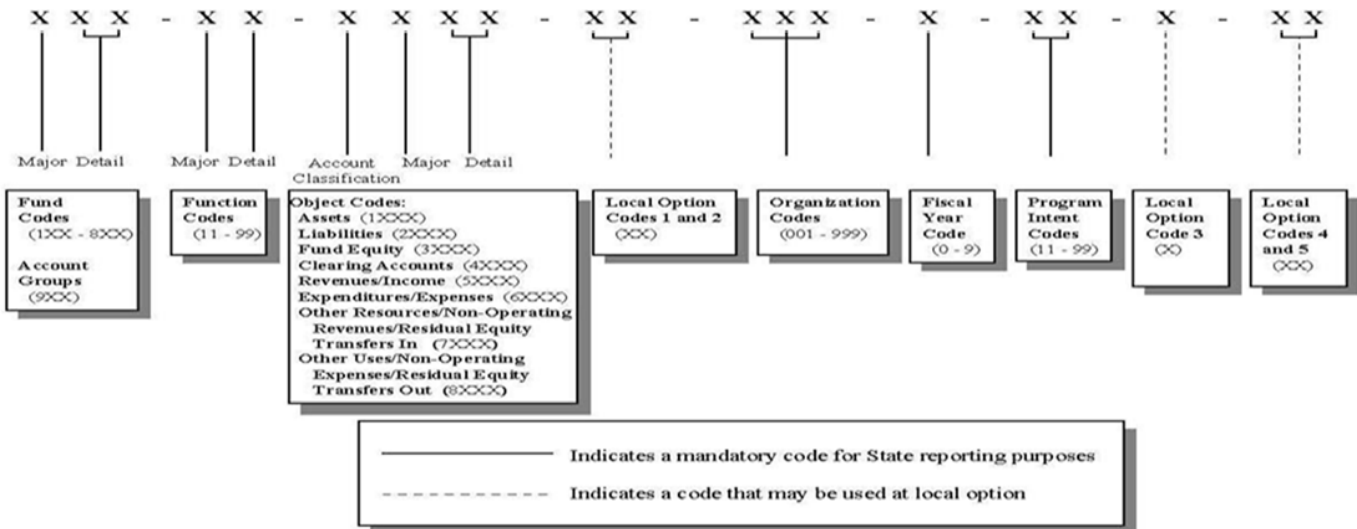 X X X - X X - X X X X - X X - X X X - X - X X - X - X X
Major Detail Major Detail Account Classification Major Detail
Fund
Codes
(1XX - 8XX)
Account
Groups
(9XX)
Function
Codes
(11 - 99)
Object Codes:
Assets (1XXX)
Liabilities (2XXX)
Fund Equity (3XXX)
Clearing Accounts (4XXX)
Revenues/Income (5XXX)
Expenditures/Expenses (6XXX)
Other Resources/Non-Operating
Revenues/Residual Equity
Transfers In (7XXX)
Other Uses/Non-Operating
Expenses/Residual Equity
Transfers Out (8XXX)
Local Option
Codes 1 and 2
(XX)
Organization
Codes
(001 - 999)
Fiscal
Year
Code
(0 - 9)
Program
Intent
Codes
(11 - 99)
Local
Option
Code 3
(X)
Local
Option
Codes 4
and 5
(XX)
Indicates a mandatory code for State reporting purposes
Indicates a code that may be used at local option